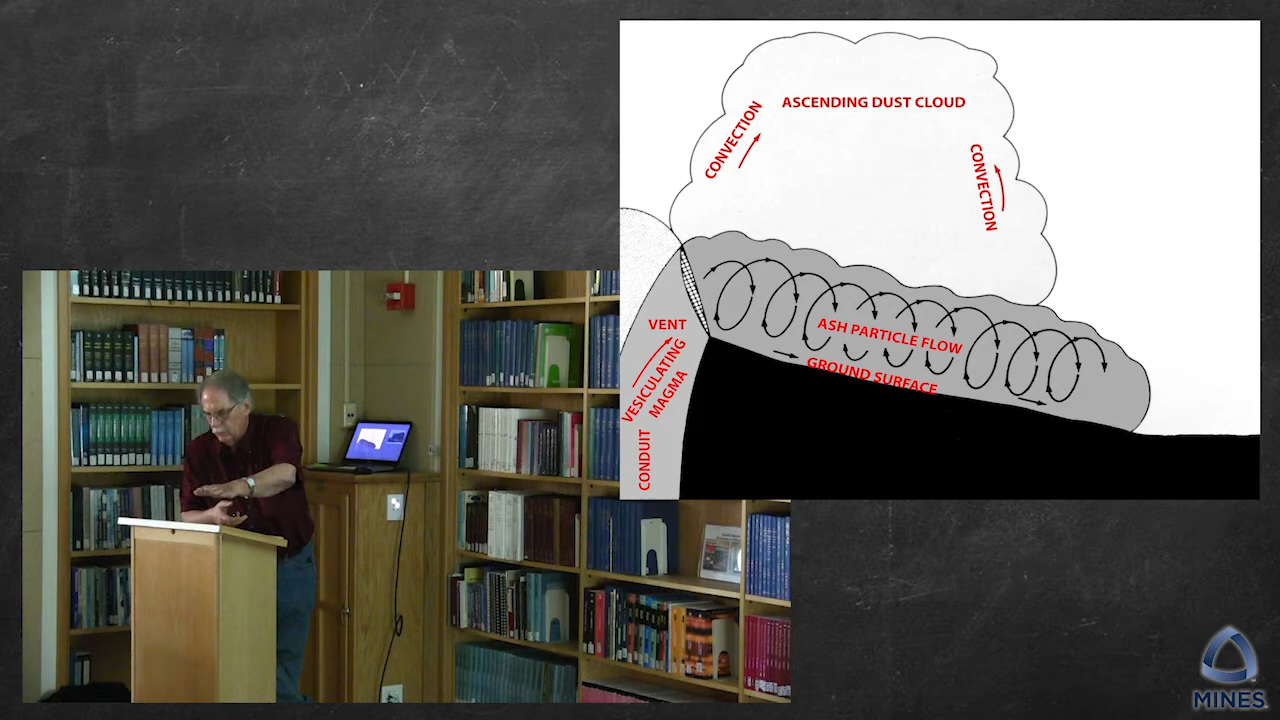 ASCENDING DUST CLOUD
CONVECTION
CONVECTION
VENT
VESICULATING
MAGMA
CONDUIT
ASH PARTICLE FLOW
GROUND SURFACE
MINES